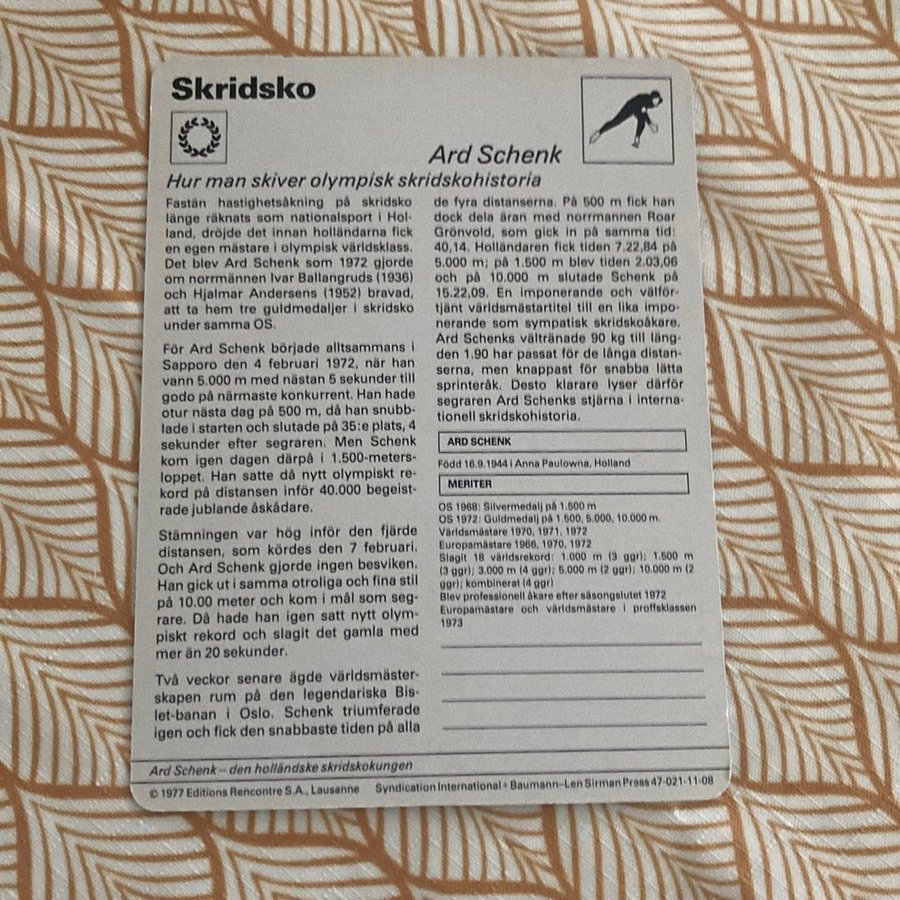 Skridsko
Ard Schenk
Hur man skiver olympisk skridskohistoria
Fastän hastighetsåkning på skridsko
länge räknats som nationalsport i Hol-
land, dröjde det innan holländarna fick
en egen mästare i olympisk världsklass.
Det blev Ard Schenk som 1972 gjorde
om norrmännen Ivar Ballangruds (1936)
och Hjalmar Andersens (1952) bravad,
att ta hem tre guldmedaljer i skridsko
under samma OS.
För Ard Schenk började alltsammans i
Sapporo den 4 februari 1972, när han
vann 5.000 m med nästan 5 sekunder till
godo på närmaste konkurrent. Han hade
otur nästa dag på 500 m, då han snubb-
lade i starten och slutade på 35:e plats, 4
sekunder efter segraren. Men Schenk
kom igen dagen därpå i 1.500-meters-
loppet. Han satte då nytt olympiskt re-
kord på distansen inför 40.000 begeist-
rade jublande åskådare.
Stämningen var hög inför den fjärde
distansen, som kördes den 7 februari.
Och Ard Schenk gjorde ingen besviken.
Han gick ut i samma otroliga och fina stil
på 10.00 meter och kom i mål som seg-
rare. Då hade han igen satt nytt olym-
piskt rekord och slagit det gamla med
mer än 20 sekunder.
Två veckor senare ägde världsmäster-
skapen rum på den legendariska Bis-
let-banan i Oslo. Schenk triumferade
igen och fick den snabbaste tiden på alla
de fyra distanserna. På 500 m fick han
dock dela äran med norrmannen Roar
Grönvold, som gick in på samma tid:
40,14. Holländaren fick tiden 7.22,84 på
5.000 m; på 1.500 m blev tiden 2.03,06
och på 10.000 m slutade Schenk på
15.22,09. En imponerande och välför-
tjänt världsmästartitel till en lika impo-
nerande som sympatisk skridskoåkare.
Ard Schenks vältränade 90 kg till läng-
den 1.90 har passat för de långa distan-
serna, men knappast för snabba lätta
sprinteråk. Desto klarare lyser därför
segraren Ard Schenks stjärna i interna-
tionell skridskohistoria.
ARD SCHENK
Född 16.9.1944 i Anna Paulowna, Holland
MERITER
OS 1968: Silvermedalj på 1.500 m
OS 1972: Guldmedalj på 1.500, 5.000, 10.000 m.
Världsmästare 1970, 1971, 1972
Europamästare 1966, 1970, 1972
Slagit 18 världsrekord: 1.000 m (3 ggr); 1.500 m
(3 ggr); 3.000 m (4 ggr); 5.000 m (2 ggr); 10.000 m (2
ggr); kombinerat (4 ggr)
Blev professionell åkare efter säsongslutet 1972
Europamästare och världsmästare i proffsklassen
1973
Ard Schenk – den holländske skridskokungen
© 1977 Editions Rencontre S.A., Lausanne Syndication International + Baumann–Len Sirman Press 47-021-11-08